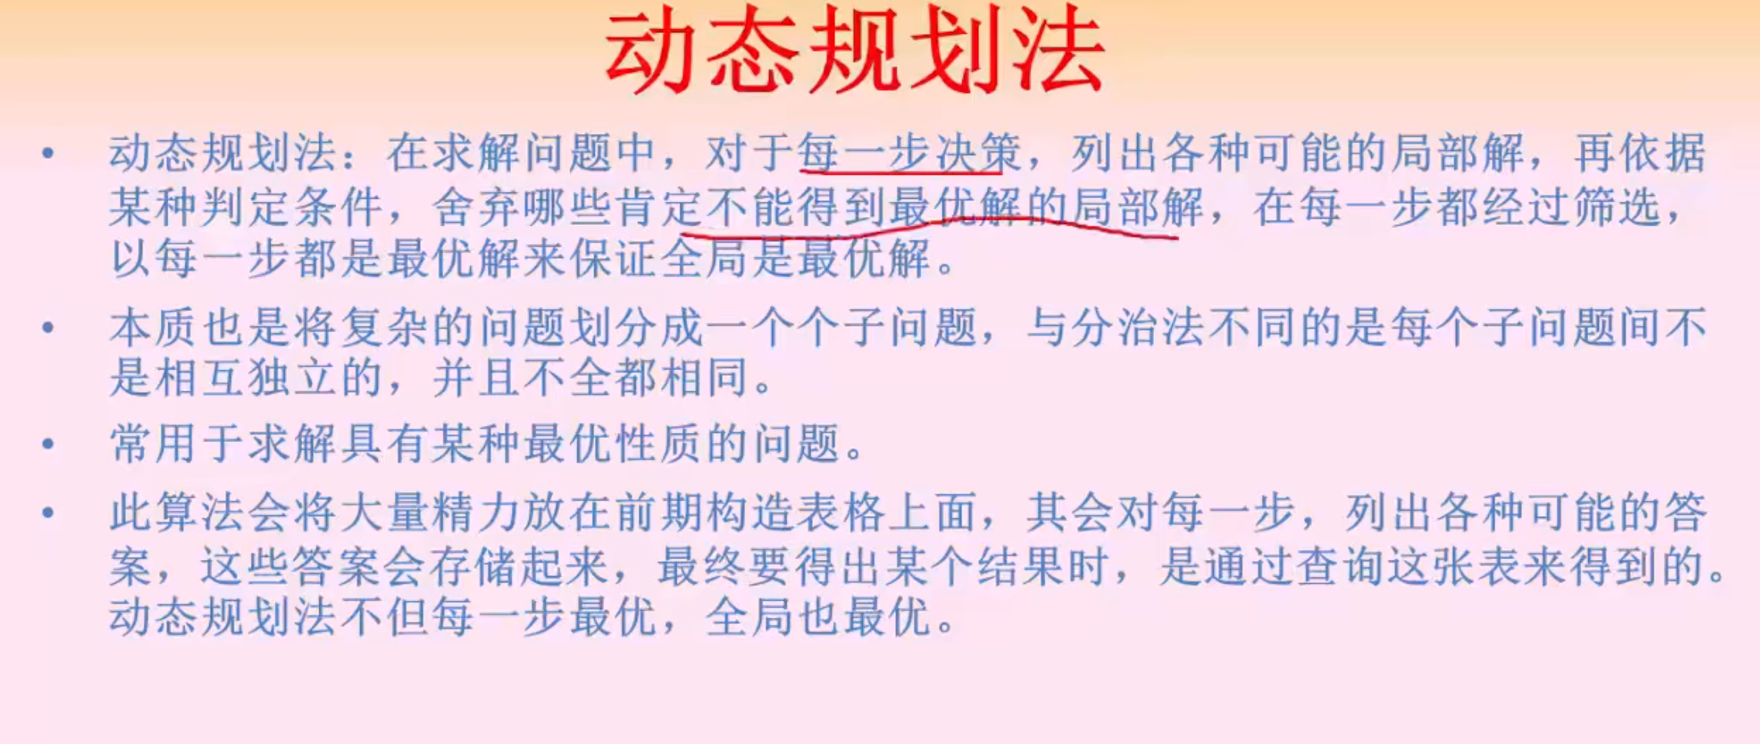 动态规划法
• 动态规划法：在求解问题中，对于每一步决策，列出各种可能的局部解，再依据
某种判定条件，舍弃哪些肯定不能得到最优解的局部解，在每一步都经过筛选，
以每一步都是最优解来保证全局是最优解。
• 本质也是将复杂的问题划分成一个个子问题，与分治法不同的是每个子问题间不
是相互独立的，并且不全都相同。
• 常用于求解具有某种最优性质的问题。
• 此算法会将大量精力放在前期构造表格上面，其会对每一步，列出各种可能的答
案，这些答案会存储起来，最终要得出某个结果时，是通过查询这张表来得到的。
动态规划法不但每一步最优，全局也最优。